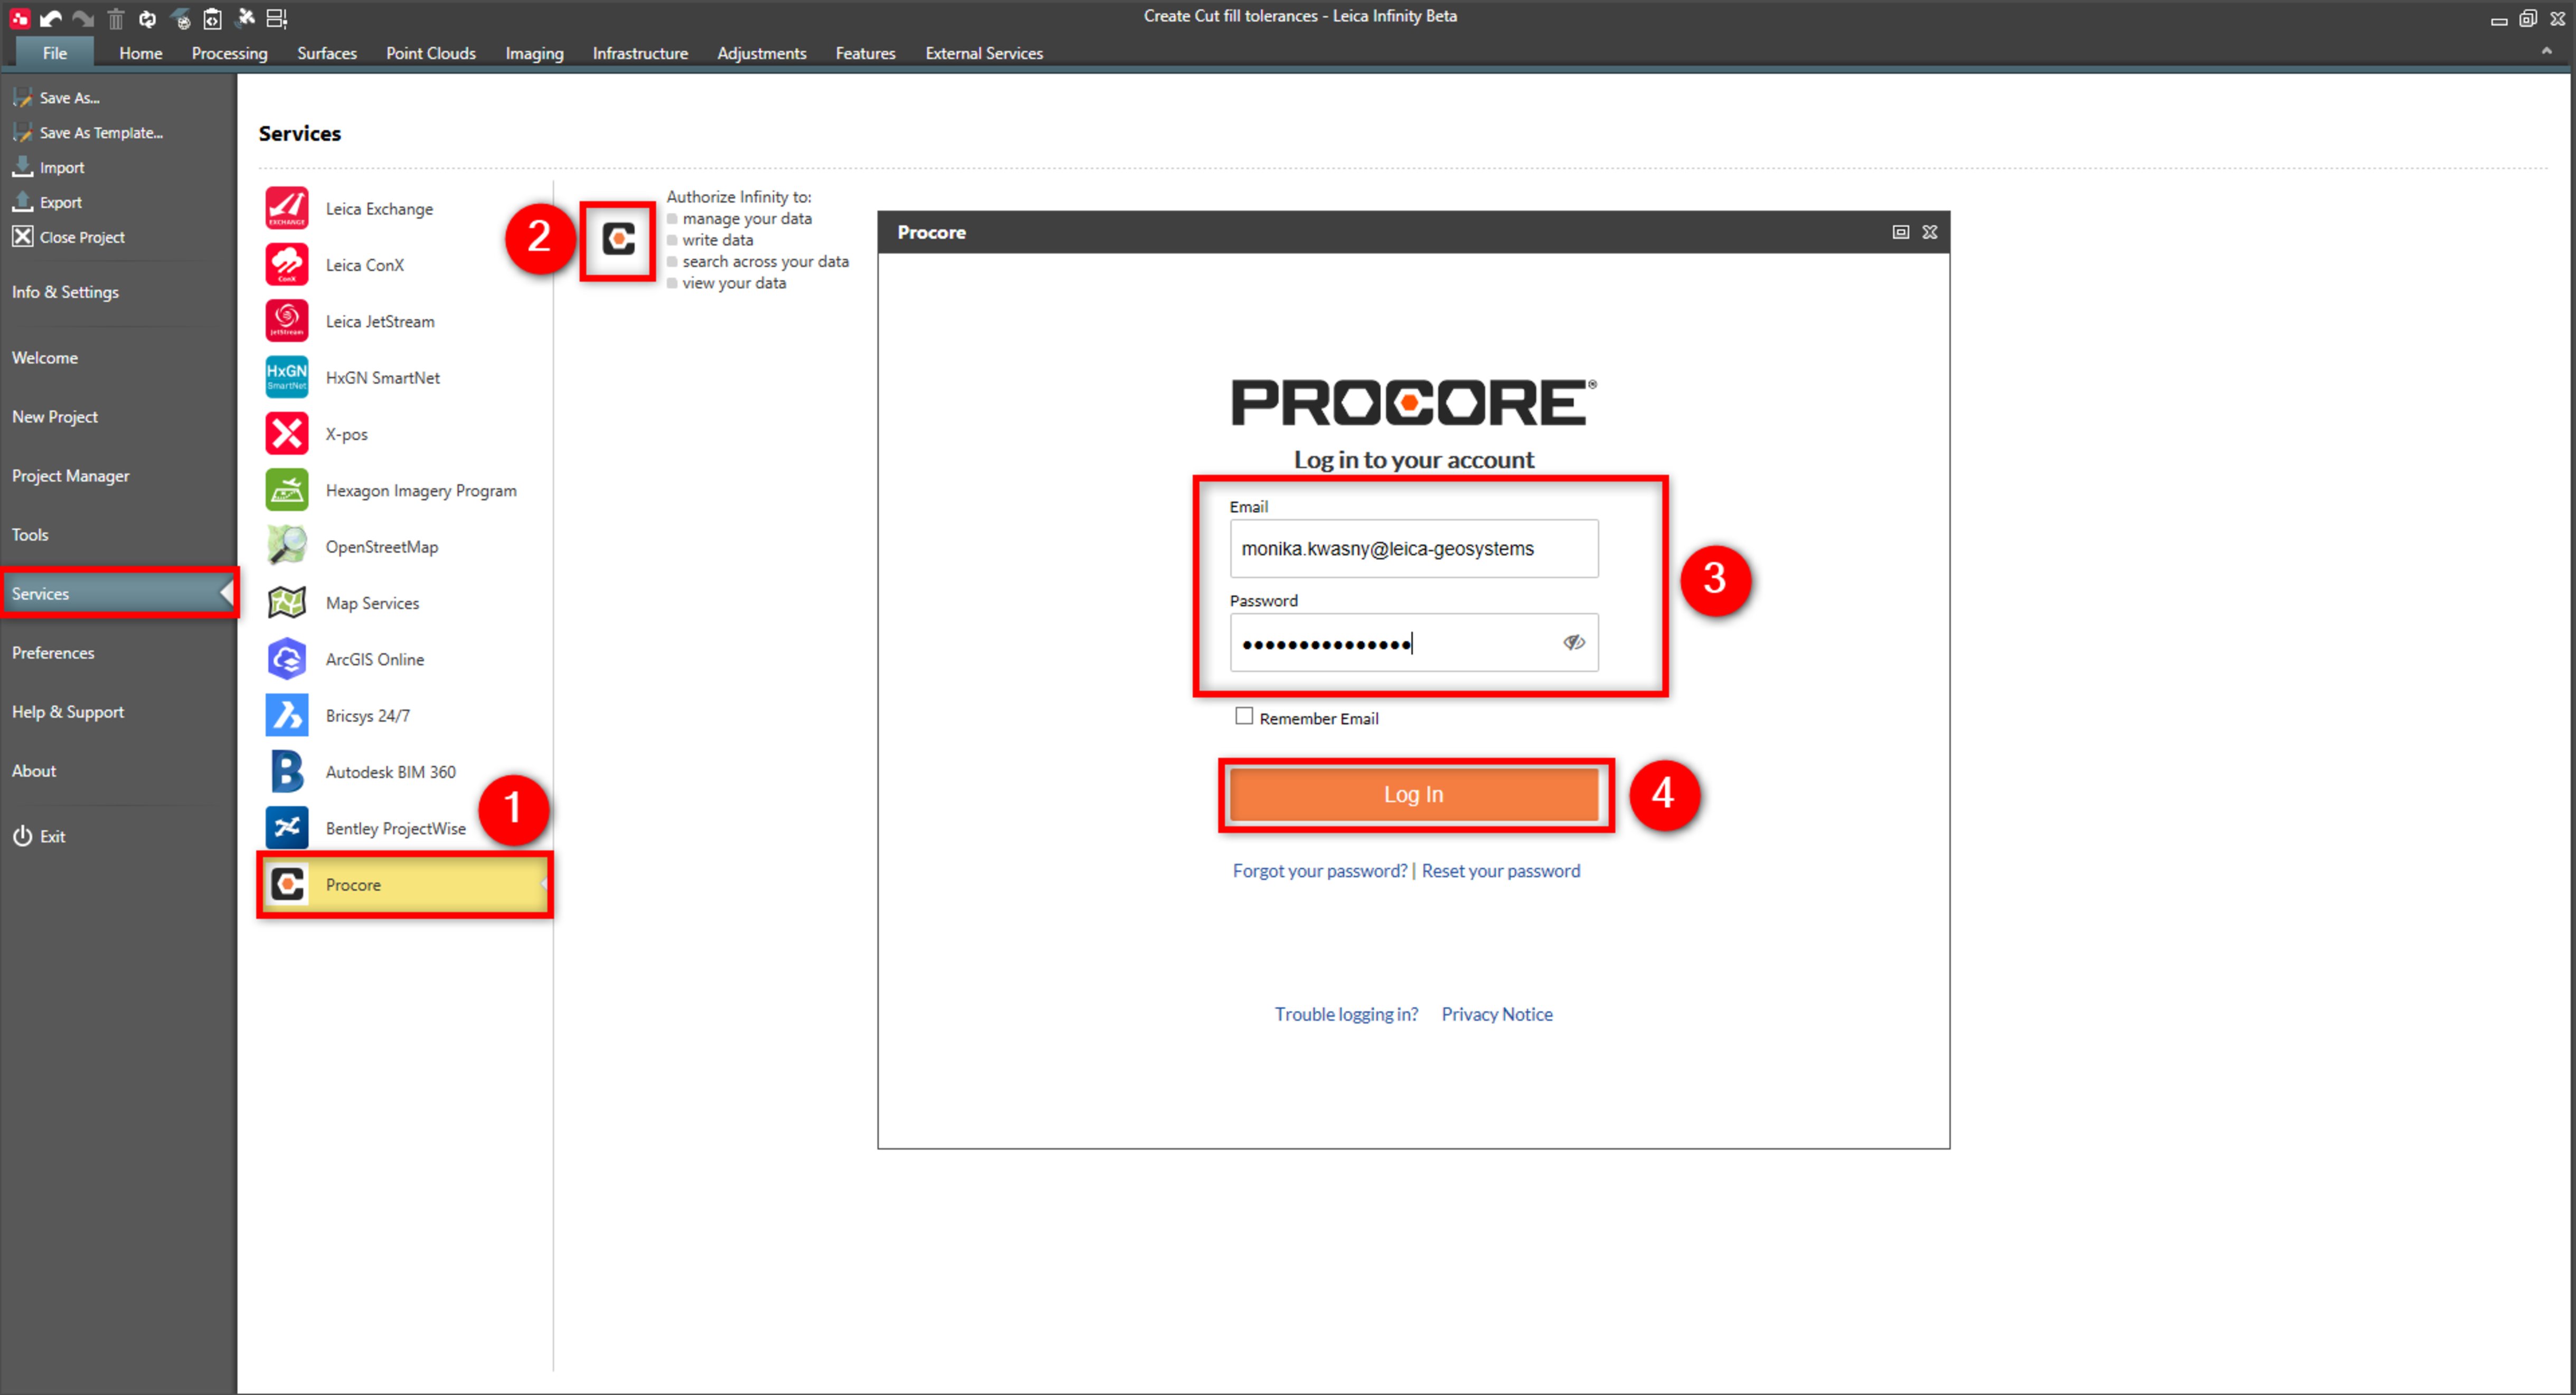 Create Cut fill tolerances - Leica Infinity Beta
File Home Processing Surfaces Point Clouds Imaging Infrastructure Adjustments Features External Services
Save As...
Save As Template...
Import
Export
Close Project
Info & Settings
Welcome
New Project
Project Manager
Tools
Services
Preferences
Help & Support
About
Exit
Services
EXCHANGE
Leica Exchange
ConX
Leica ConX
JetStream
Leica JetStream
HxGN
SmartNet
HxGN SmartNet
X-pos
Hexagon Imagery Program
OpenStreetMap
Map Services
ArcGIS Online
Bricsys 24/7
Autodesk BIM 360
Bentley ProjectWise
1
Procore
2
Authorize Infinity to:
manage your data
write data
search across your data
view your data
Procore
PROCORE®
Log in to your account
Email
monika.kwasny@leica-geosystems
Password
3
Remember Email
Log In
4
Forgot your password? | Reset your password
Trouble logging in? Privacy Notice